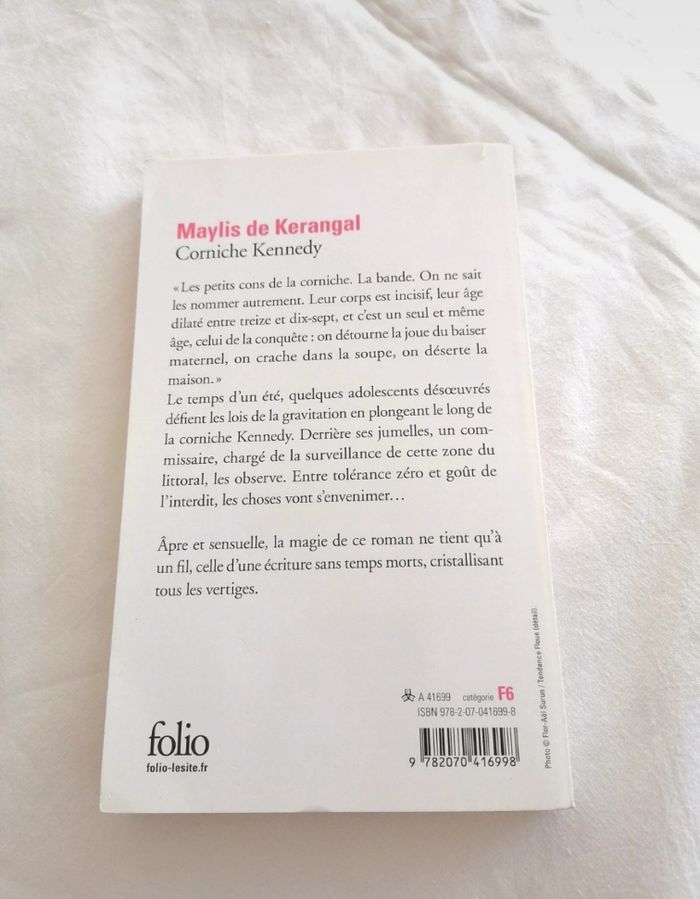 Maylis de Kerangal
Corniche Kennedy
« Les petits cons de la corniche. La bande. On ne sait
les nommer autrement. Leur corps est incisif, leur âge
dilaté entre treize et dix-sept, et c'est un seul et même
âge, celui de la conquête : on détourne la joue du baiser
maternel, on crache dans la soupe, on déserte la
maison. »
Le temps d'un été, quelques adolescents désœuvrés
défient les lois de la gravitation en plongeant le long de
la corniche Kennedy. Derrière ses jumelles, un com-
missaire, chargé de la surveillance de cette zone du
littoral, les observe. Entre tolérance zéro et goût de
l'interdit, les choses vont s'envenimer…
Âpre et sensuelle, la magie de ce roman ne tient qu'à
un fil, celle d'une écriture sans temps morts, cristallisant
tous les vertiges.
A 41699 catégorie F6
ISBN 978-2-07-041699-8
folio
folio-lesite.fr
9 782070 416998
Photo © Flor-Aël Surun / Tendance Floue (détail).